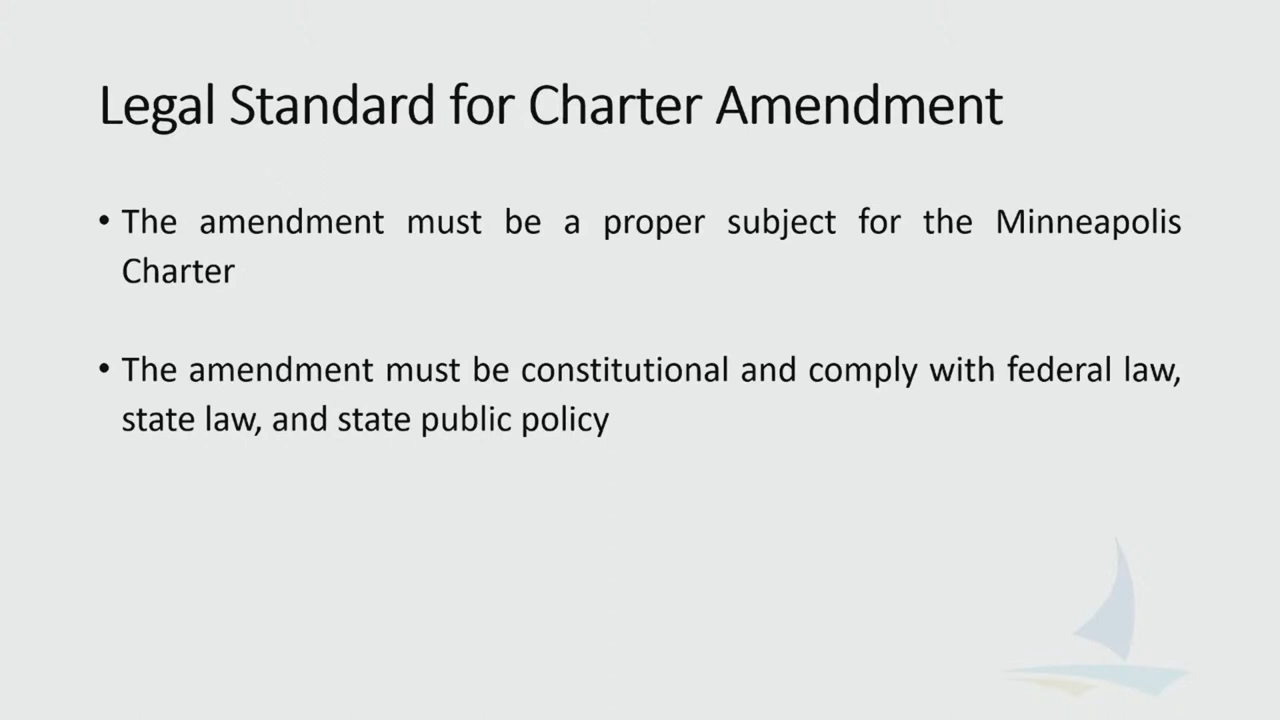 Legal Standard for Charter Amendment
• The amendment must be a proper subject for the Minneapolis
Charter
• The amendment must be constitutional and comply with federal law,
state law, and state public policy